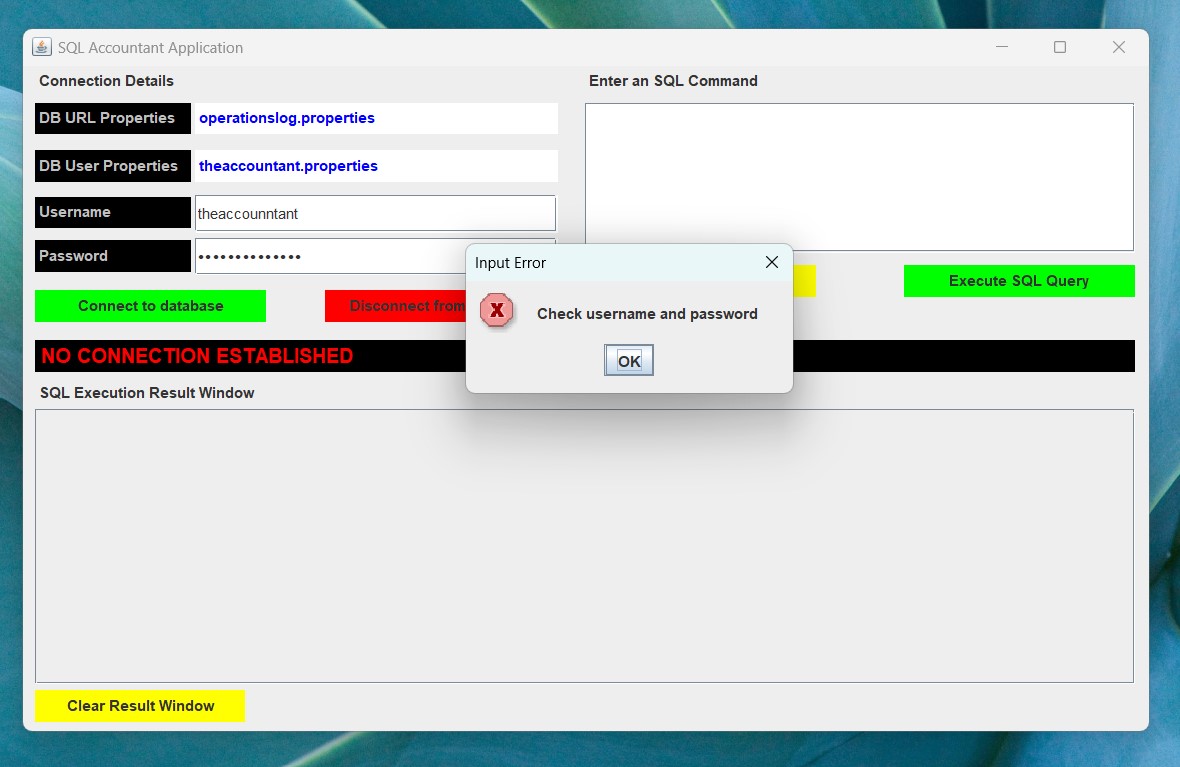 SQL Accountant Application
Connection Details
DB URL Properties operationslog.properties
DB User Properties theaccountant.properties
Username theaccounntant
Password ••••••••••••••
Connect to database
Disconnect from
Enter an SQL Command
Execute SQL Query
Input Error
X
Check username and password
OK
NO CONNECTION ESTABLISHED
SQL Execution Result Window
Clear Result Window